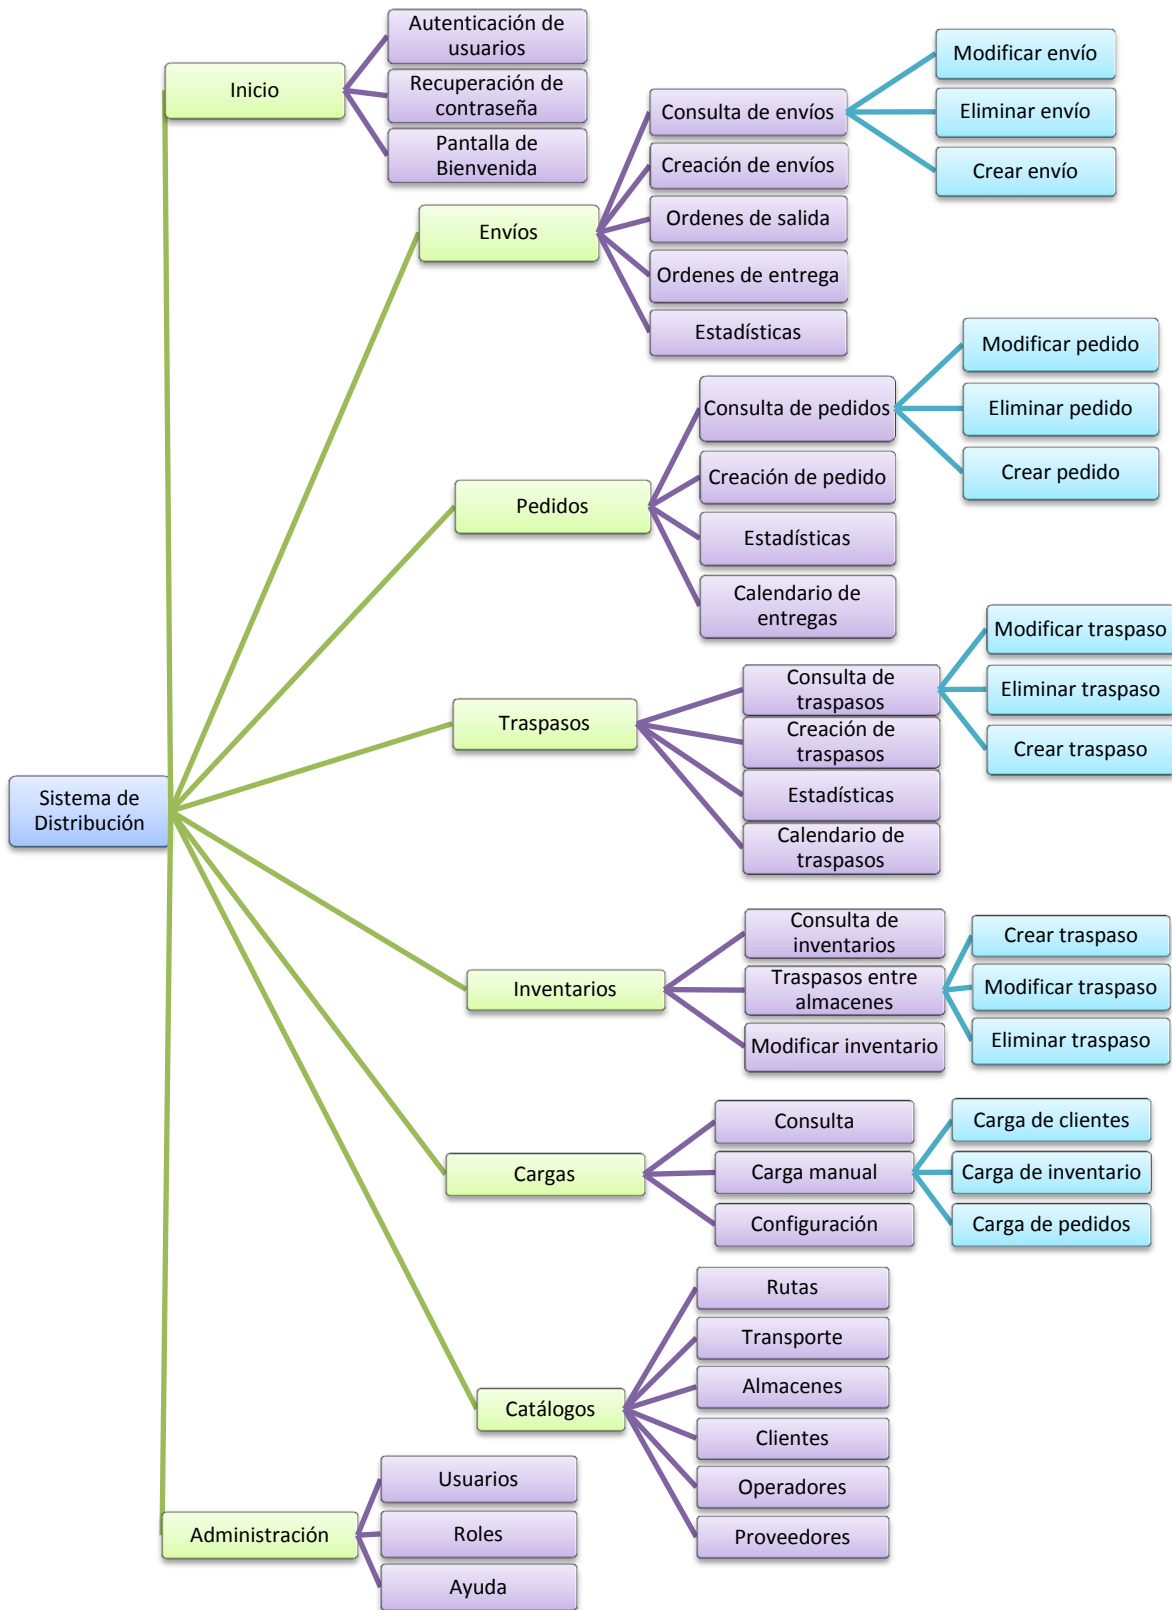 Autenticación de
usuarios
Inicio
Recuperación de
contraseña
Pantalla de
Bienvenida
Modificar envío
Consulta de envíos
Eliminar envío
Creación de envíos
Crear envío
Envíos
Ordenes de salida
Ordenes de entrega
Estadísticas
Modificar pedido
Consulta de pedidos
Eliminar pedido
Creación de pedido
Crear pedido
Pedidos
Estadísticas
Calendario de
entregas
Modificar traspaso
Consulta de
traspasos
Eliminar traspaso
Traspasos
Creación de
traspasos
Crear traspaso
Estadísticas
Calendario de
traspasos
Sistema de
Distribución
Consulta de
inventarios
Crear traspaso
Inventarios
Traspasos entre
almacenes
Modificar traspaso
Modificar inventario
Eliminar traspaso
Consulta
Carga de clientes
Cargas
Carga manual
Carga de inventario
Configuración
Carga de pedidos
Rutas
Transporte
Almacenes
Catálogos
Clientes
Operadores
Proveedores
Usuarios
Administración
Roles
Ayuda